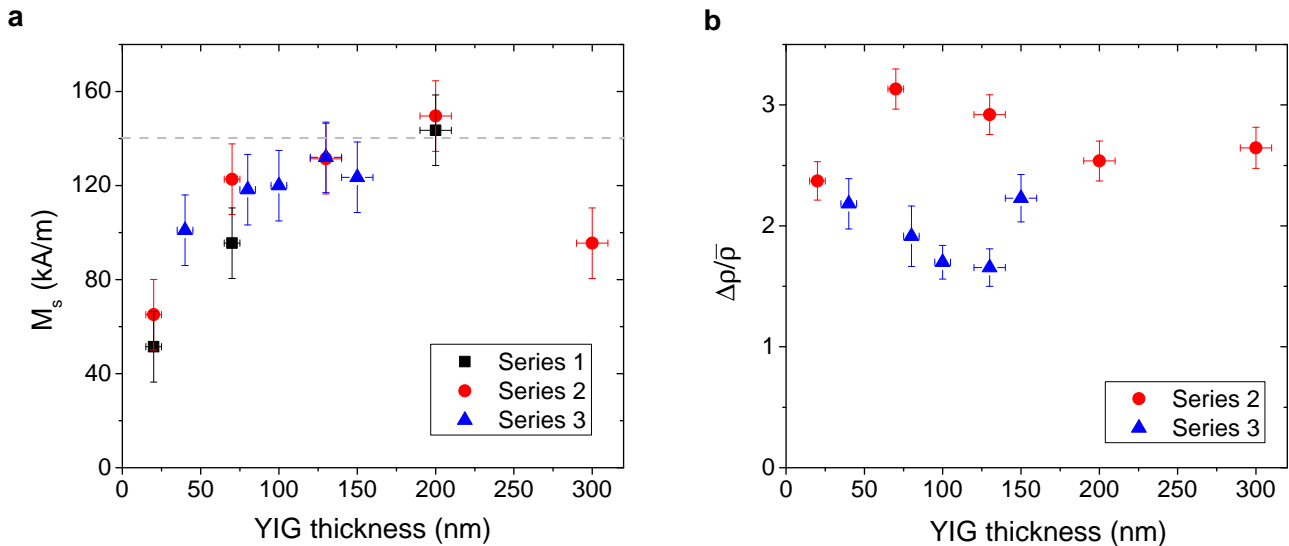 a
M_s (kA/m)
160
120
80
40
0
0 50 100 150 200 250 300
YIG thickness (nm)
Series 1
Series 2
Series 3
b
Δρ/ρ̅
3
2
1
0
0 50 100 150 200 250 300
YIG thickness (nm)
Series 2
Series 3